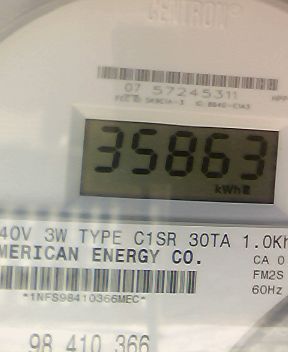 CENTRON®
07 57245311
35863
kWh
40V 3W TYPE C1SR 30TA 1.0Kh
MERICAN ENERGY CO.
CA 0
FM2S
*1NFS98410366MEC*
60Hz
98 410 366